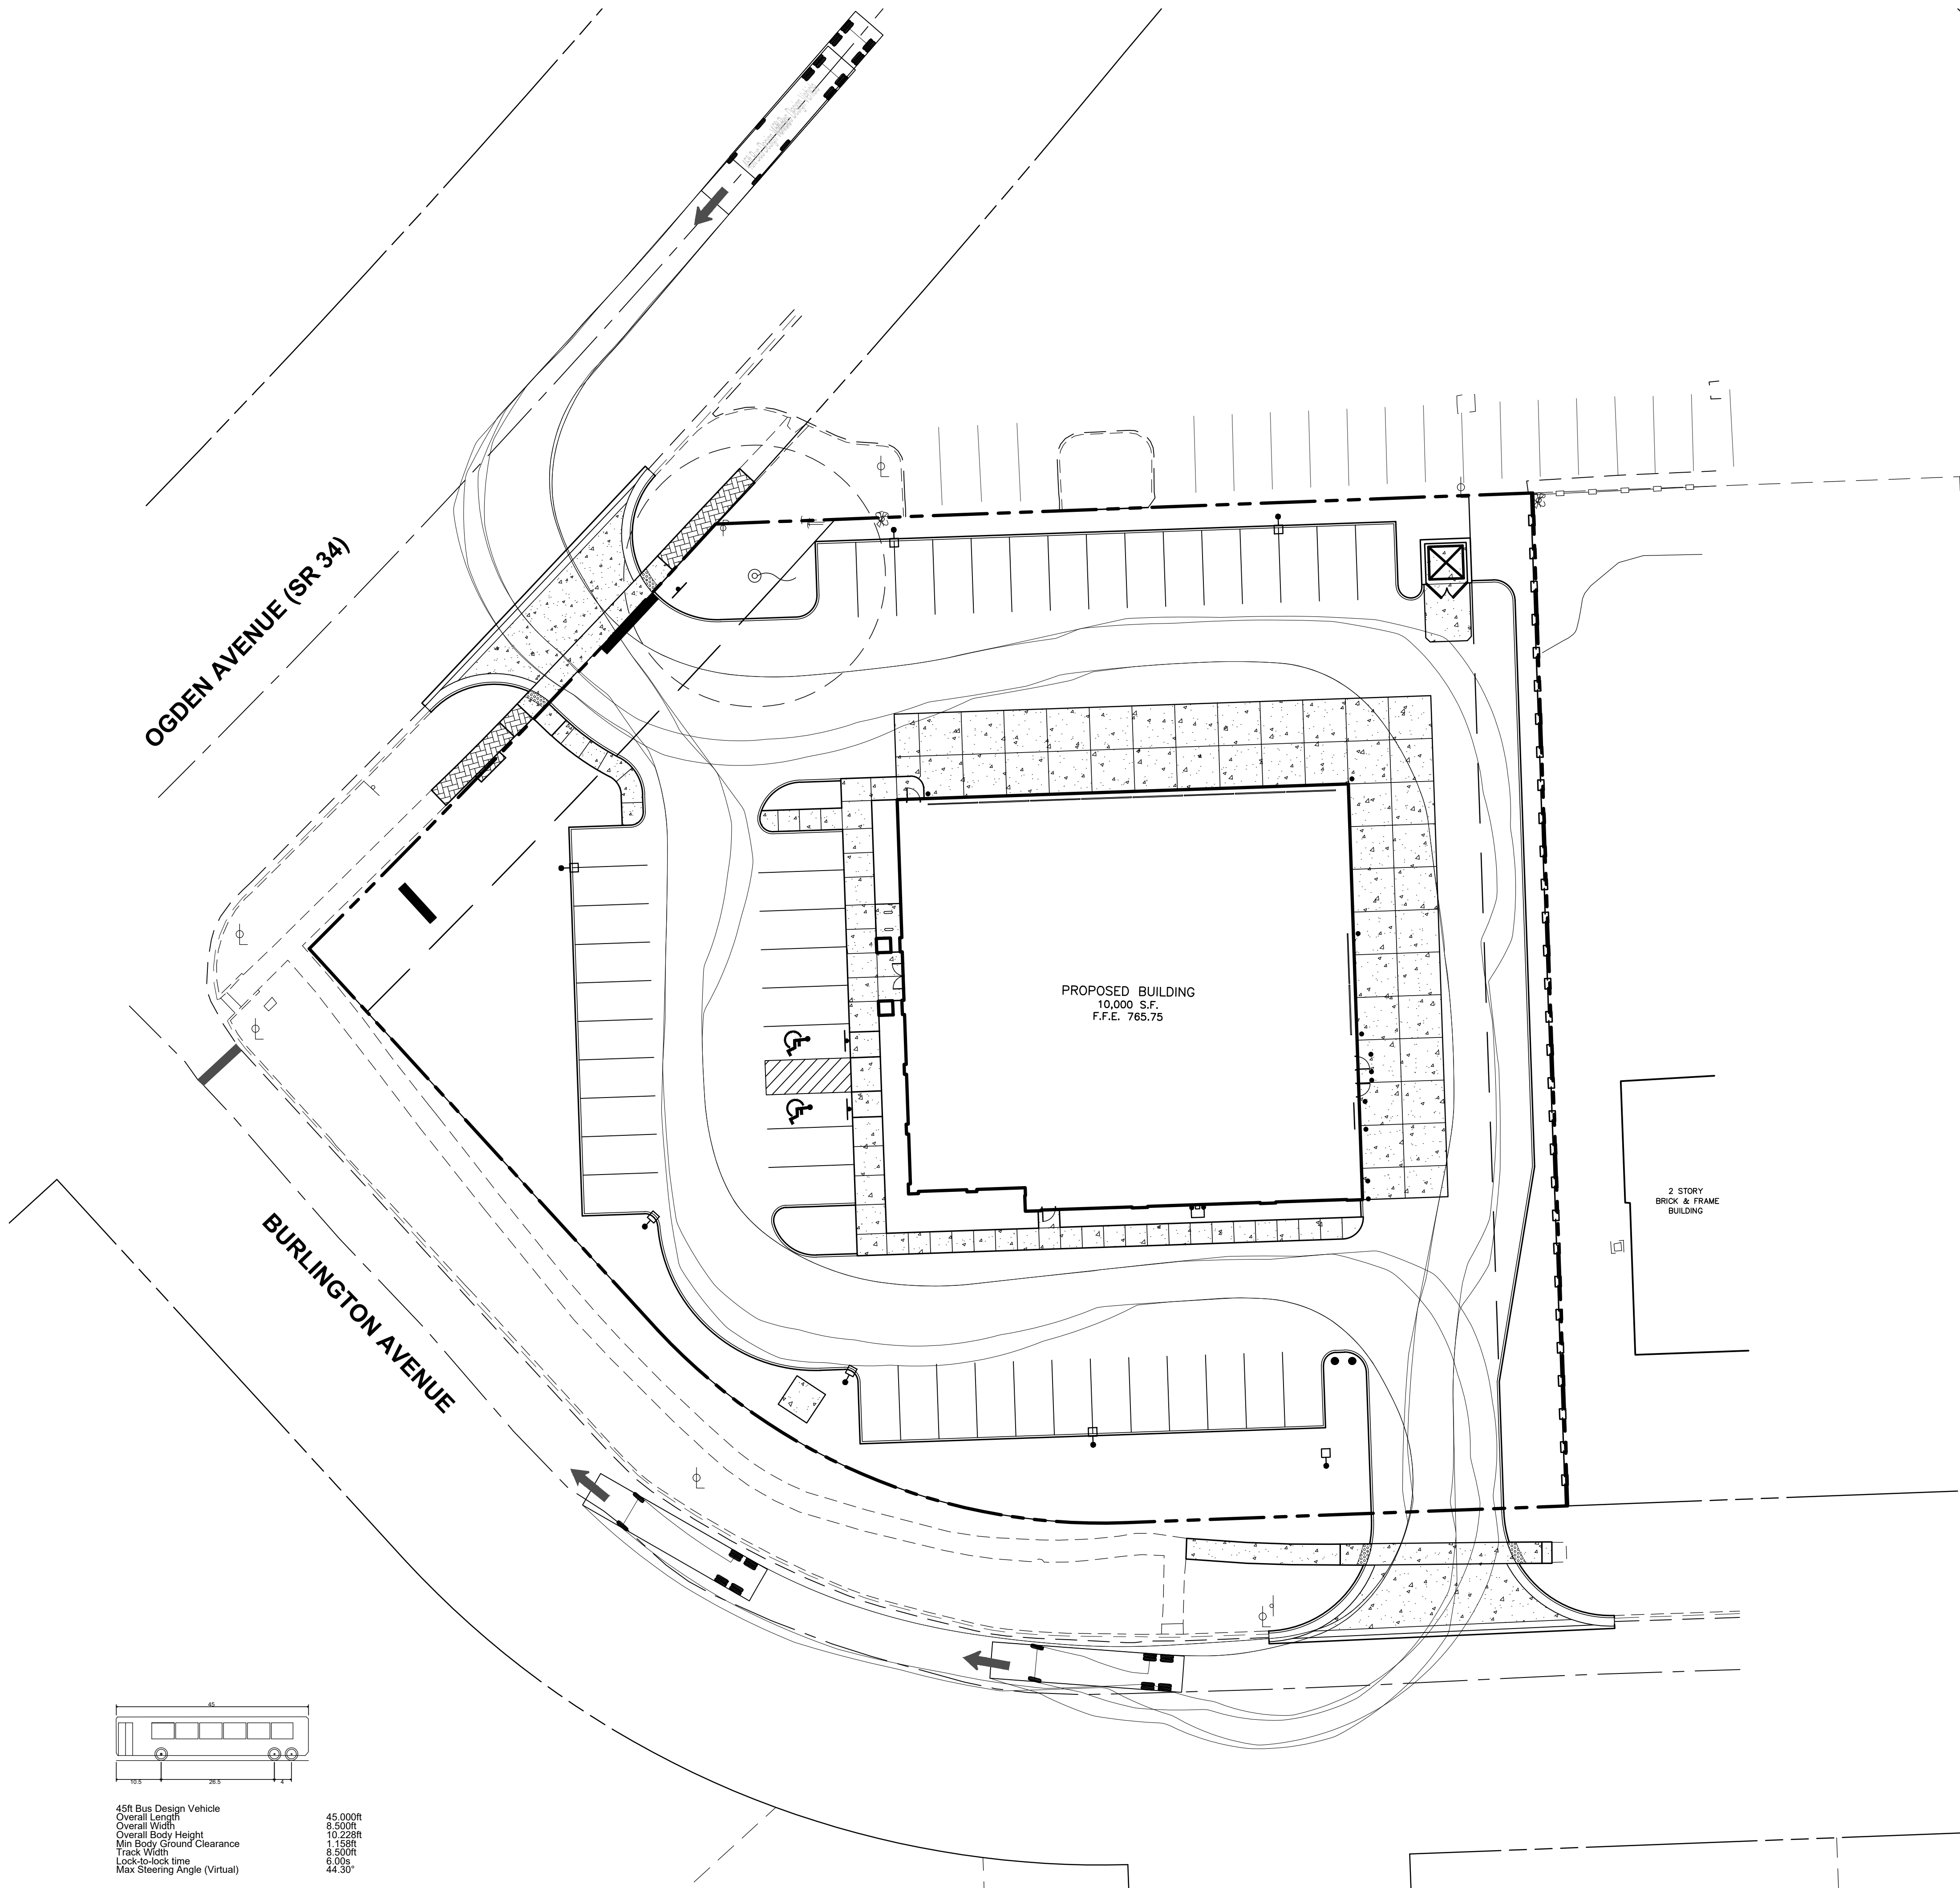 OGDEN AVENUE (SR 34)
PROPOSED BUILDING
10,000 S.F.
F.F.E. 765.75
2 STORY
BRICK & FRAME
BUILDING
BURLINGTON AVENUE
45
10.5 26.5 4
45ft Bus Design Vehicle
Overall Length 45.000ft
Overall Width 8.500ft
Overall Body Height 10.228ft
Min Body Ground Clearance 1.158ft
Track Width 8.500ft
Lock-to-lock time 6.00s
Max Steering Angle (Virtual) 44.30°